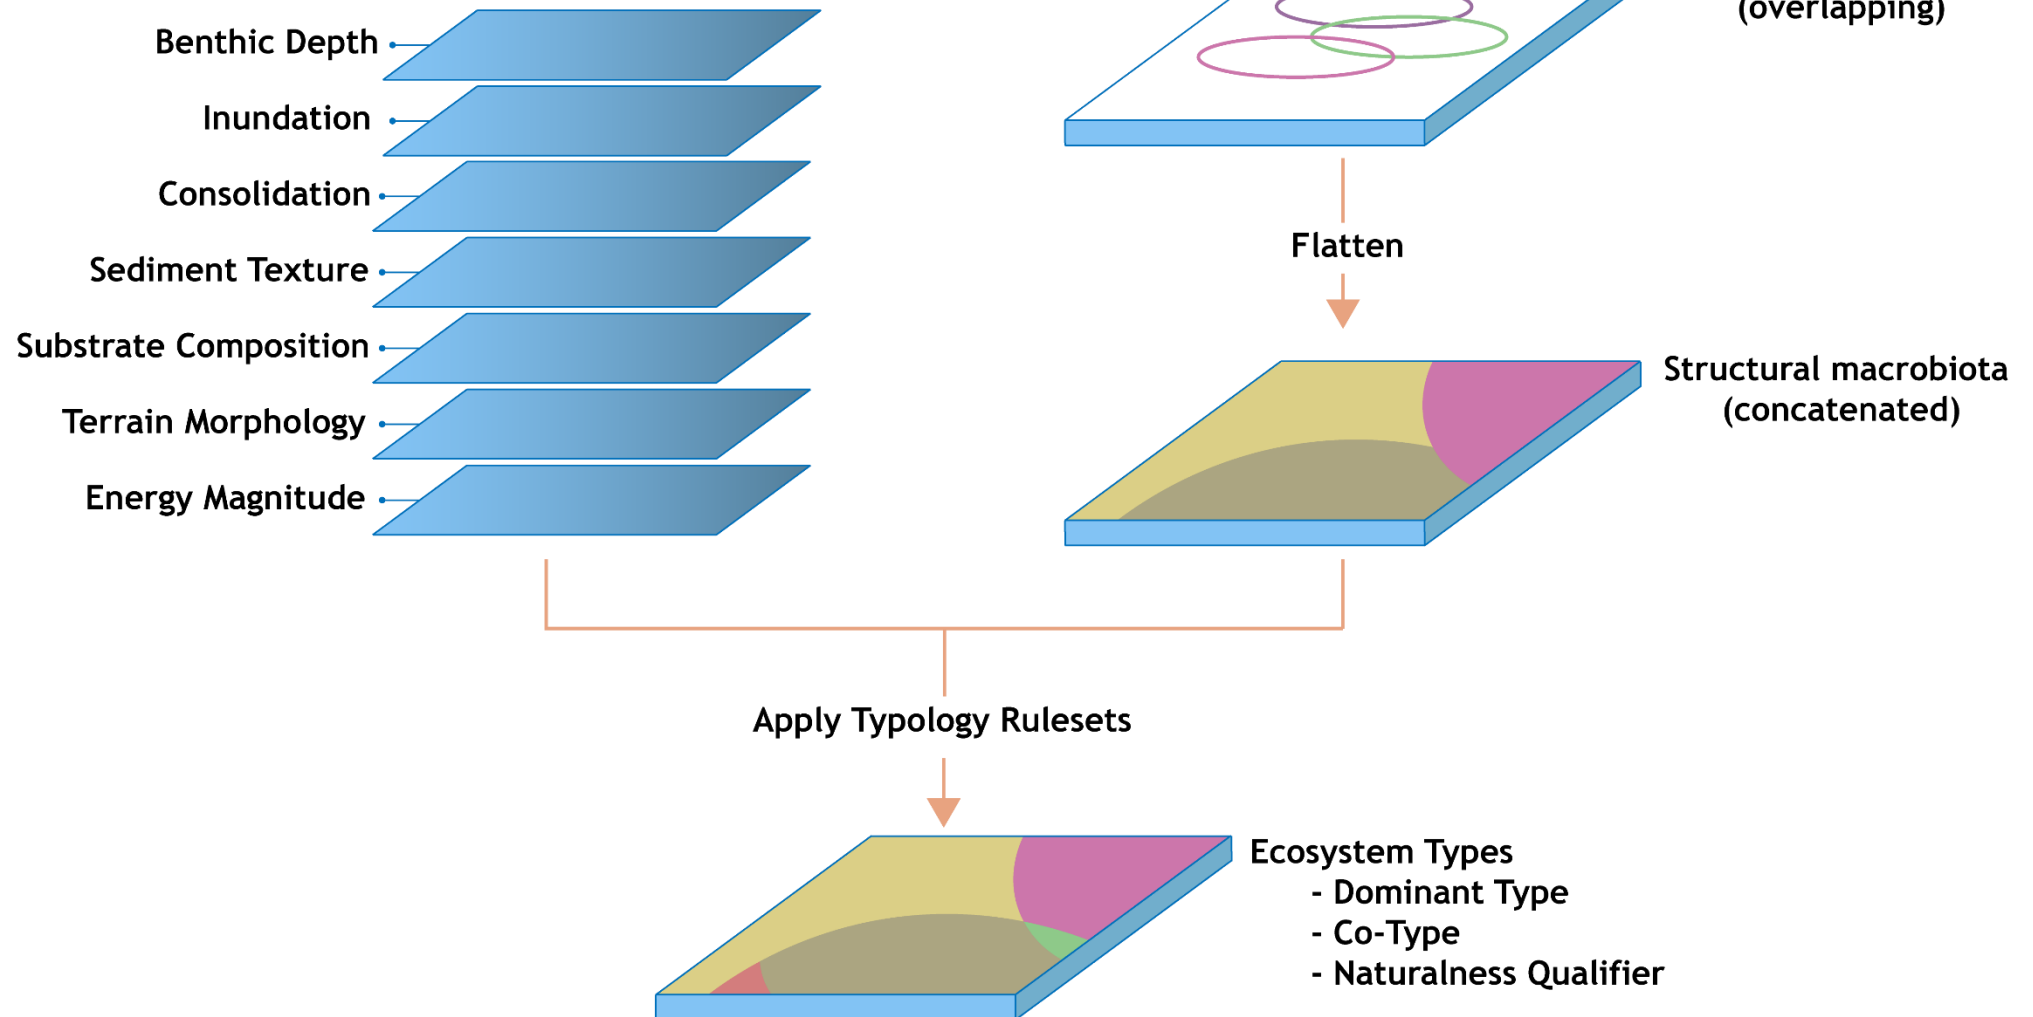 (overlapping)
Benthic Depth
Inundation
Consolidation
Sediment Texture
Substrate Composition
Terrain Morphology
Energy Magnitude
Flatten
Structural macrobiota
(concatenated)
Apply Typology Rulesets
Ecosystem Types
- Dominant Type
- Co-Type
- Naturalness Qualifier